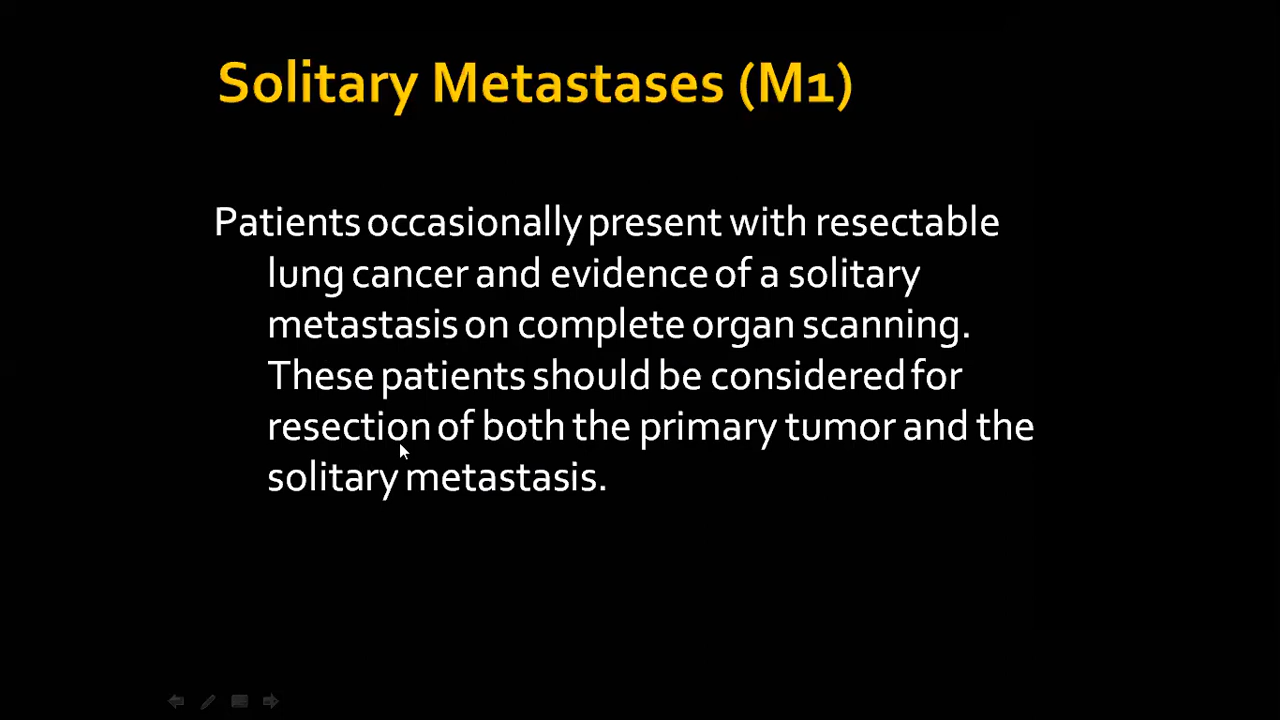 Solitary Metastases (M1)
Patients occasionally present with resectable
lung cancer and evidence of a solitary
metastasis on complete organ scanning.
These patients should be considered for
resection of both the primary tumor and the
solitary metastasis.